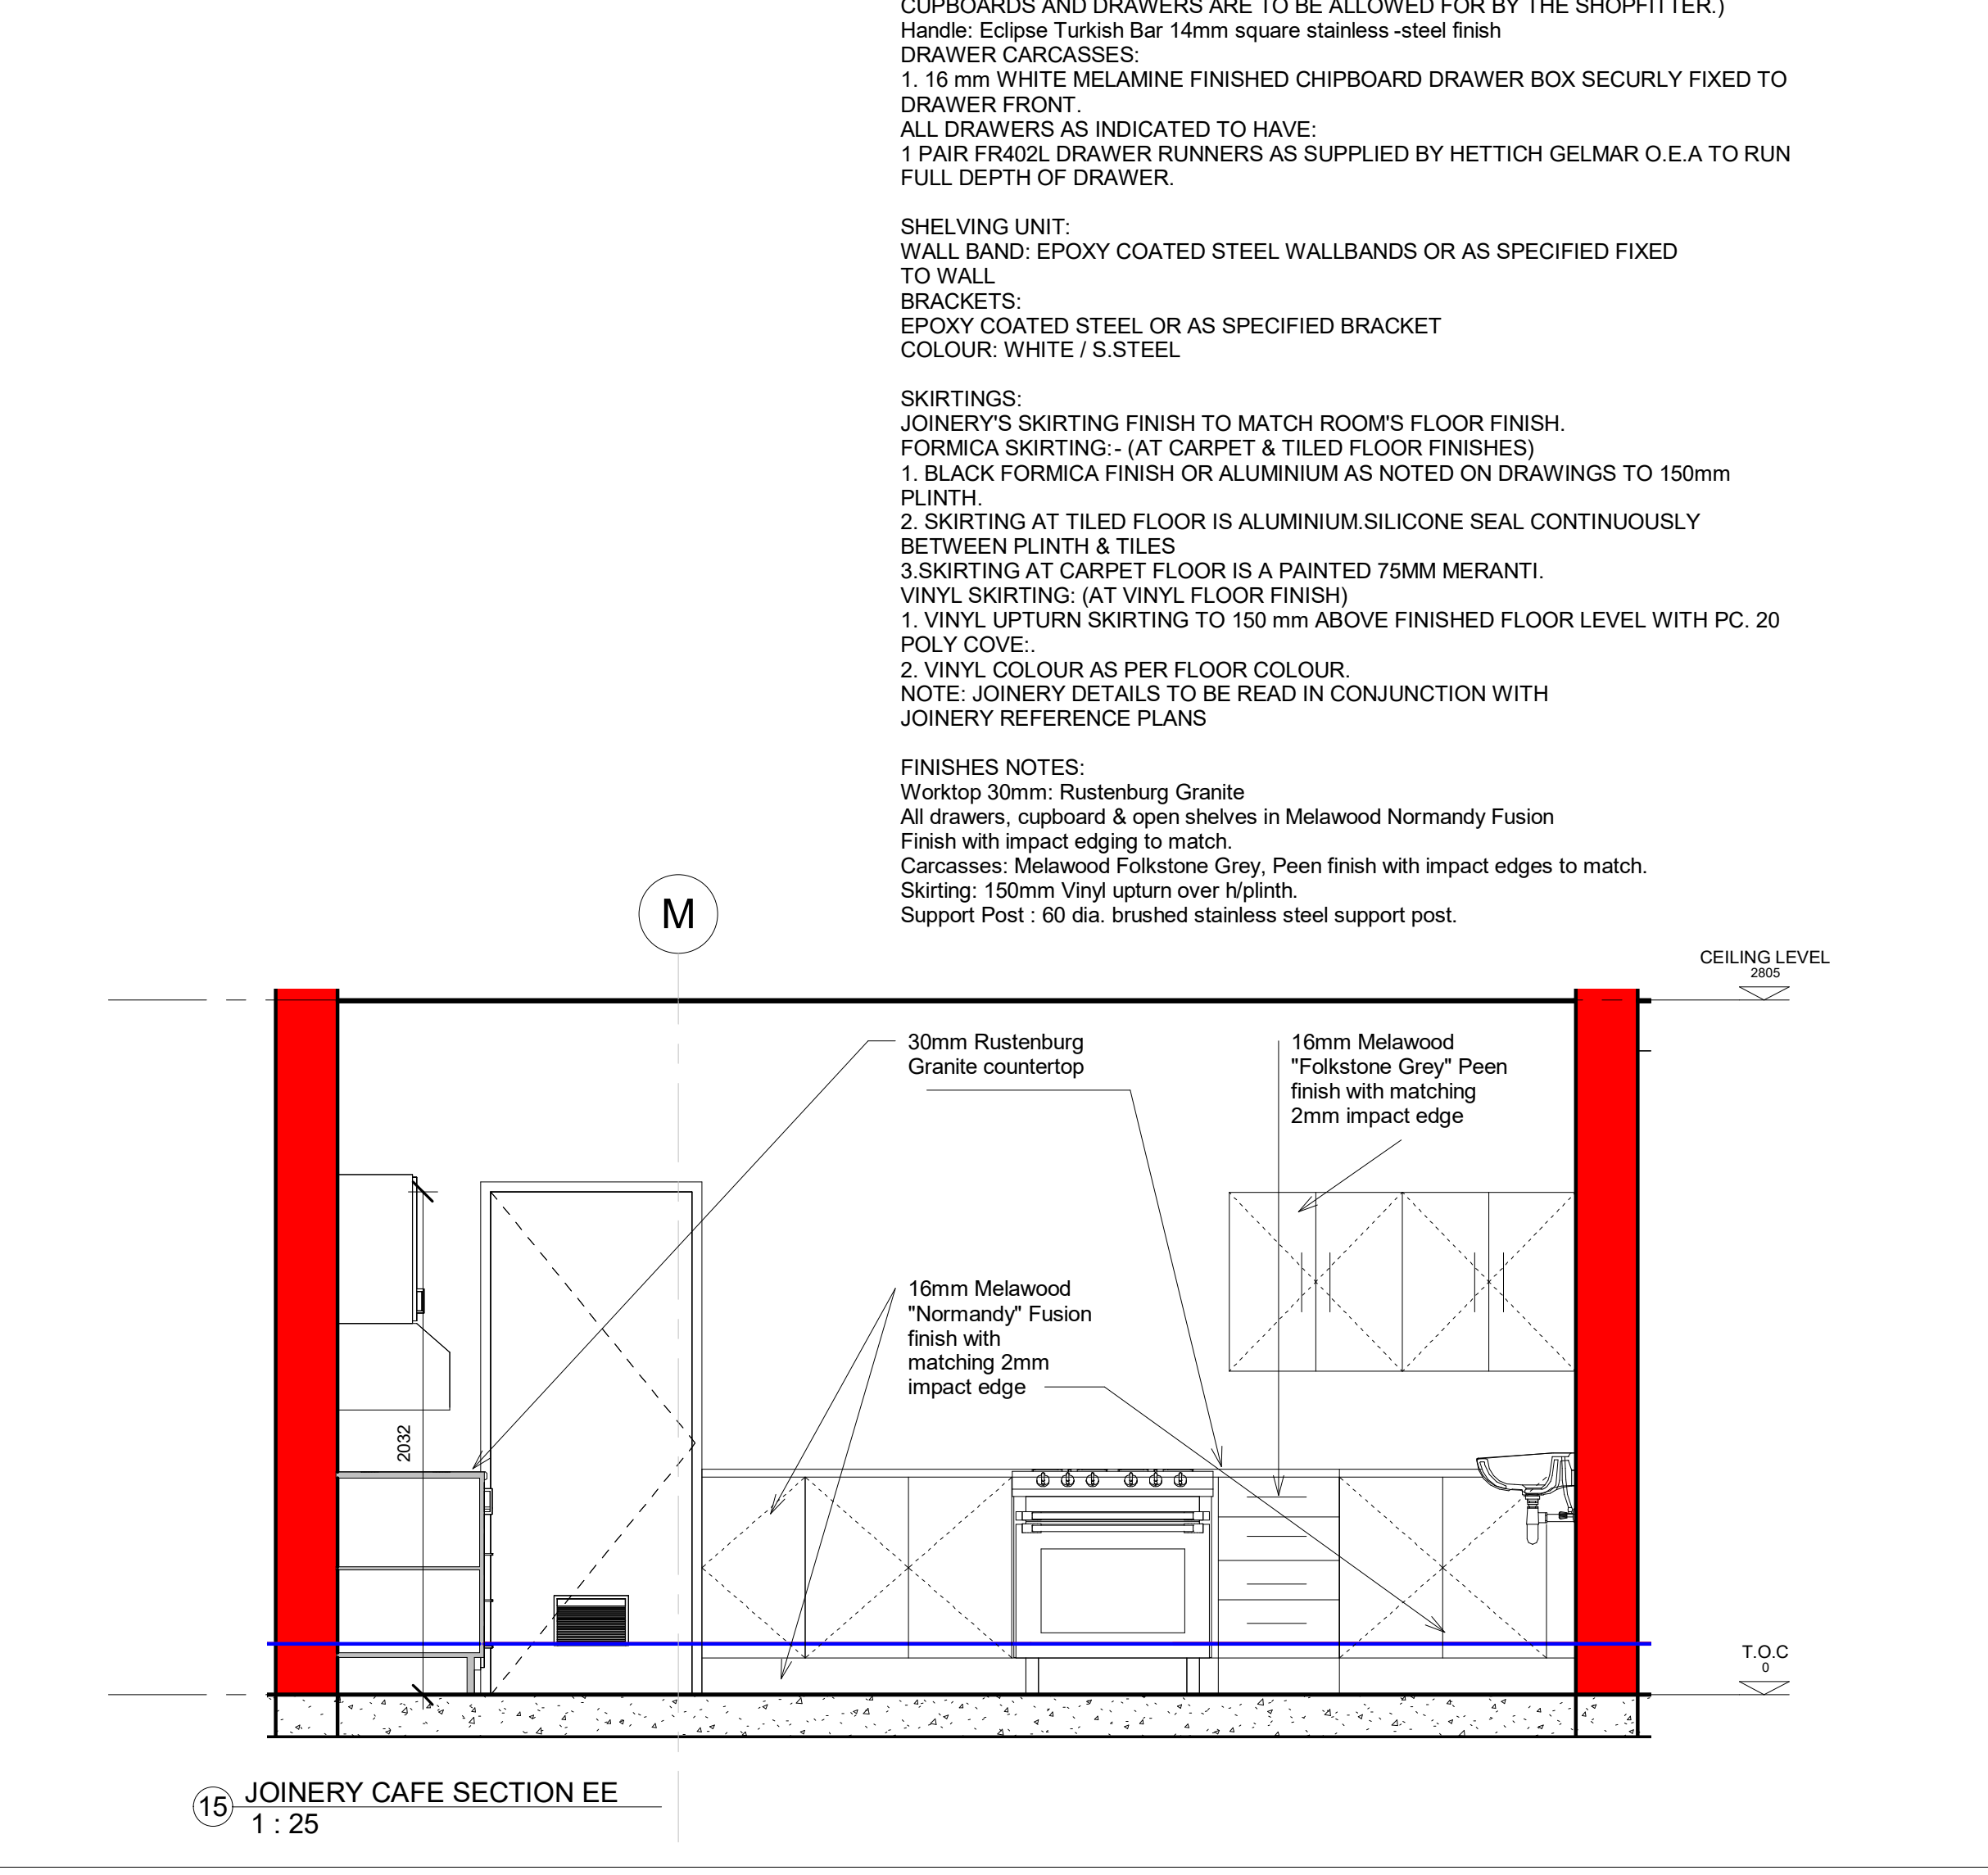 CUPBOARDS AND DRAWERS ARE TO BE ALLOWED FOR BY THE SHOPFITTER.)
Handle: Eclipse Turkish Bar 14mm square stainless -steel finish
DRAWER CARCASSES:
1. 16 mm WHITE MELAMINE FINISHED CHIPBOARD DRAWER BOX SECURLY FIXED TO
DRAWER FRONT.
ALL DRAWERS AS INDICATED TO HAVE:
1 PAIR FR402L DRAWER RUNNERS AS SUPPLIED BY HETTICH GELMAR O.E.A TO RUN
FULL DEPTH OF DRAWER.
SHELVING UNIT:
WALL BAND: EPOXY COATED STEEL WALLBANDS OR AS SPECIFIED FIXED
TO WALL
BRACKETS:
EPOXY COATED STEEL OR AS SPECIFIED BRACKET
COLOUR: WHITE / S.STEEL
SKIRTINGS:
JOINERY'S SKIRTING FINISH TO MATCH ROOM'S FLOOR FINISH.
FORMICA SKIRTING:- (AT CARPET & TILED FLOOR FINISHES)
1. BLACK FORMICA FINISH OR ALUMINIUM AS NOTED ON DRAWINGS TO 150mm
PLINTH.
2. SKIRTING AT TILED FLOOR IS ALUMINIUM.SILICONE SEAL CONTINUOUSLY
BETWEEN PLINTH & TILES
3.SKIRTING AT CARPET FLOOR IS A PAINTED 75MM MERANTI.
VINYL SKIRTING: (AT VINYL FLOOR FINISH)
1. VINYL UPTURN SKIRTING TO 150 mm ABOVE FINISHED FLOOR LEVEL WITH PC. 20
POLY COVE:.
2. VINYL COLOUR AS PER FLOOR COLOUR.
NOTE: JOINERY DETAILS TO BE READ IN CONJUNCTION WITH
JOINERY REFERENCE PLANS
FINISHES NOTES:
Worktop 30mm: Rustenburg Granite
All drawers, cupboard & open shelves in Melawood Normandy Fusion
Finish with impact edging to match.
Carcasses: Melawood Folkstone Grey, Peen finish with impact edges to match.
Skirting: 150mm Vinyl upturn over h/plinth.
Support Post : 60 dia. brushed stainless steel support post.
M
CEILING LEVEL
2805
30mm Rustenburg
Granite countertop
16mm Melawood
"Folkstone Grey" Peen
finish with matching
2mm impact edge
16mm Melawood
"Normandy" Fusion
finish with
matching 2mm
impact edge
2032
T.O.C
0
15 JOINERY CAFE SECTION EE
1 : 25